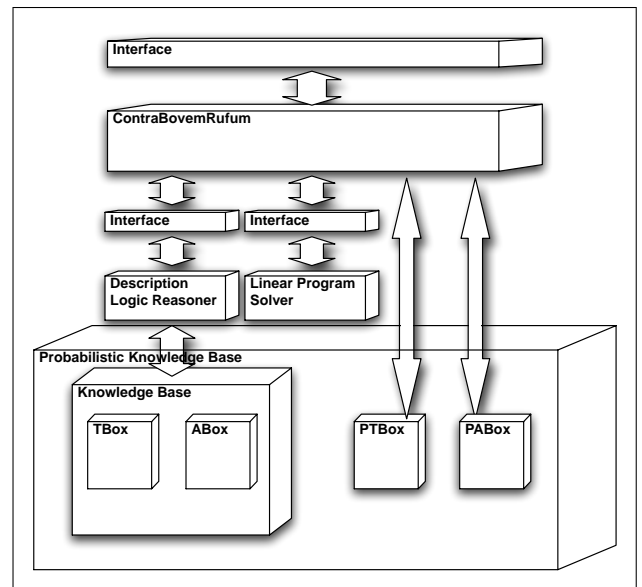 Interface
ContraBovemRufum
Interface
Interface
Description
Logic Reasoner
Linear Program
Solver
Probabilistic Knowledge Base
Knowledge Base
TBox
ABox
PTBox
PABox